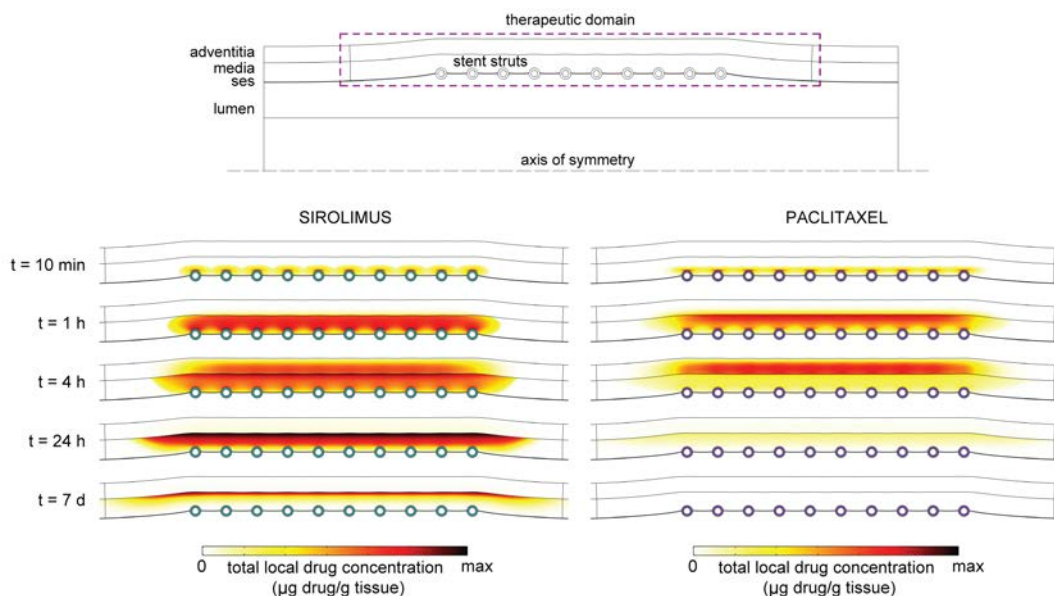 therapeutic domain
adventitia
media
ses
stent struts
lumen
axis of symmetry
SIROLIMUS
PACLITAXEL
t = 10 min
t = 1 h
t = 4 h
t = 24 h
t = 7 d
0 total local drug concentration max
(µg drug/g tissue)
0 total local drug concentration max
(µg drug/g tissue)